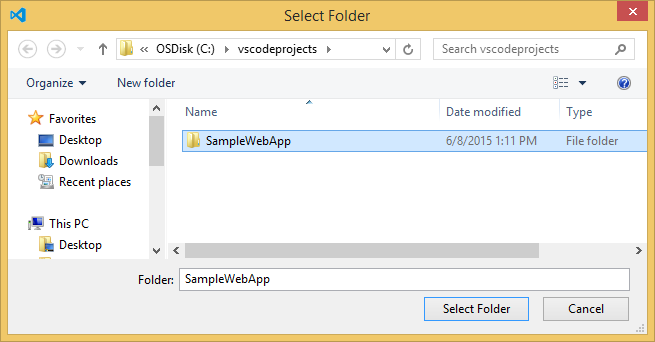 Select Folder
« OSDisk (C:) vscodeprojects Search vscodeprojects
Organize New folder
Favorites
Desktop
Downloads
Recent places
This PC
Desktop
Name Date modified Type
SampleWebApp 6/8/2015 1:11 PM File folder
Folder: SampleWebApp
Select Folder Cancel